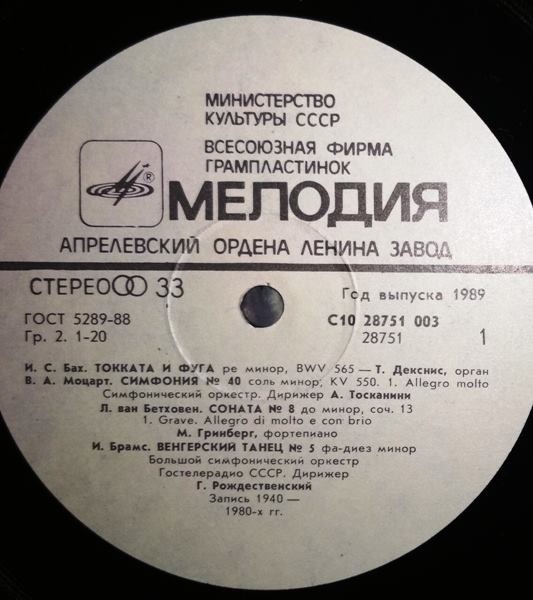 МИНИСТЕРСТВО
КУЛЬТУРЫ СССР
ВСЕСОЮЗНАЯ ФИРМА
ГРАМПЛАСТИНОК
®
МЕЛОДИЯ
АПРЕЛЕВСКИЙ ОРДЕНА ЛЕНИНА ЗАВОД
СТЕРЕО 33
Год выпуска 1989
ГОСТ 5289-88
С10 28751 003
Гр. 2. 1-20
28751
1
И. С. Бах. ТОККАТА И ФУГА ре минор, BWV 565 — Т. Декснис, орган
В. А. Моцарт. СИМФОНИЯ № 40 соль минор, KV 550. 1. Allegro molto
Симфонический оркестр. Дирижер А. Тосканини
Л. ван Бетховен. СОНАТА № 8 до минор, соч. 13
1. Grave. Allegro di molto e con brio
М. Гринберг, фортепиано
И. Брамс. ВЕНГЕРСКИЙ ТАНЕЦ № 5 фа-диез минор
Большой симфонический оркестр
Гостелерадио СССР. Дирижер
Г. Рождественский
Запись 1940 —
1980-х гг.